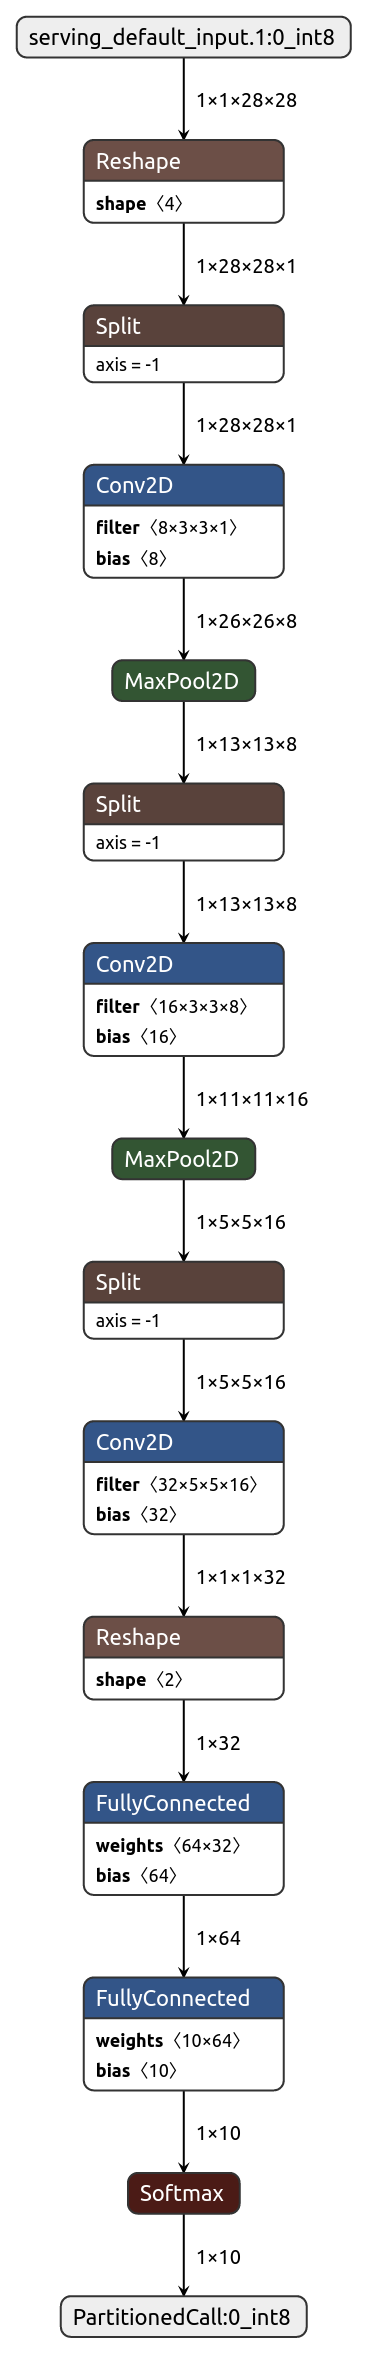 serving_default_input.1:0_int8
1×1×28×28
Reshape
shape 〈4〉
1×28×28×1
Split
axis = -1
1×28×28×1
Conv2D
filter 〈8×3×3×1〉
bias 〈8〉
1×26×26×8
MaxPool2D
1×13×13×8
Split
axis = -1
1×13×13×8
Conv2D
filter 〈16×3×3×8〉
bias 〈16〉
1×11×11×16
MaxPool2D
1×5×5×16
Split
axis = -1
1×5×5×16
Conv2D
filter 〈32×5×5×16〉
bias 〈32〉
1×1×1×32
Reshape
shape 〈2〉
1×32
FullyConnected
weights 〈64×32〉
bias 〈64〉
1×64
FullyConnected
weights 〈10×64〉
bias 〈10〉
1×10
Softmax
1×10
PartitionedCall:0_int8